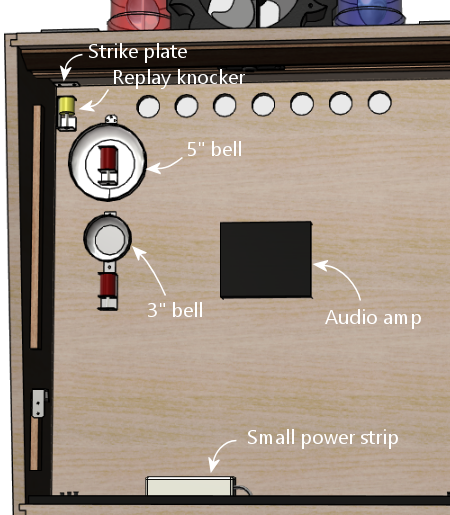 Strike plate
Replay knocker
5" bell
3" bell
Audio amp
Small power strip